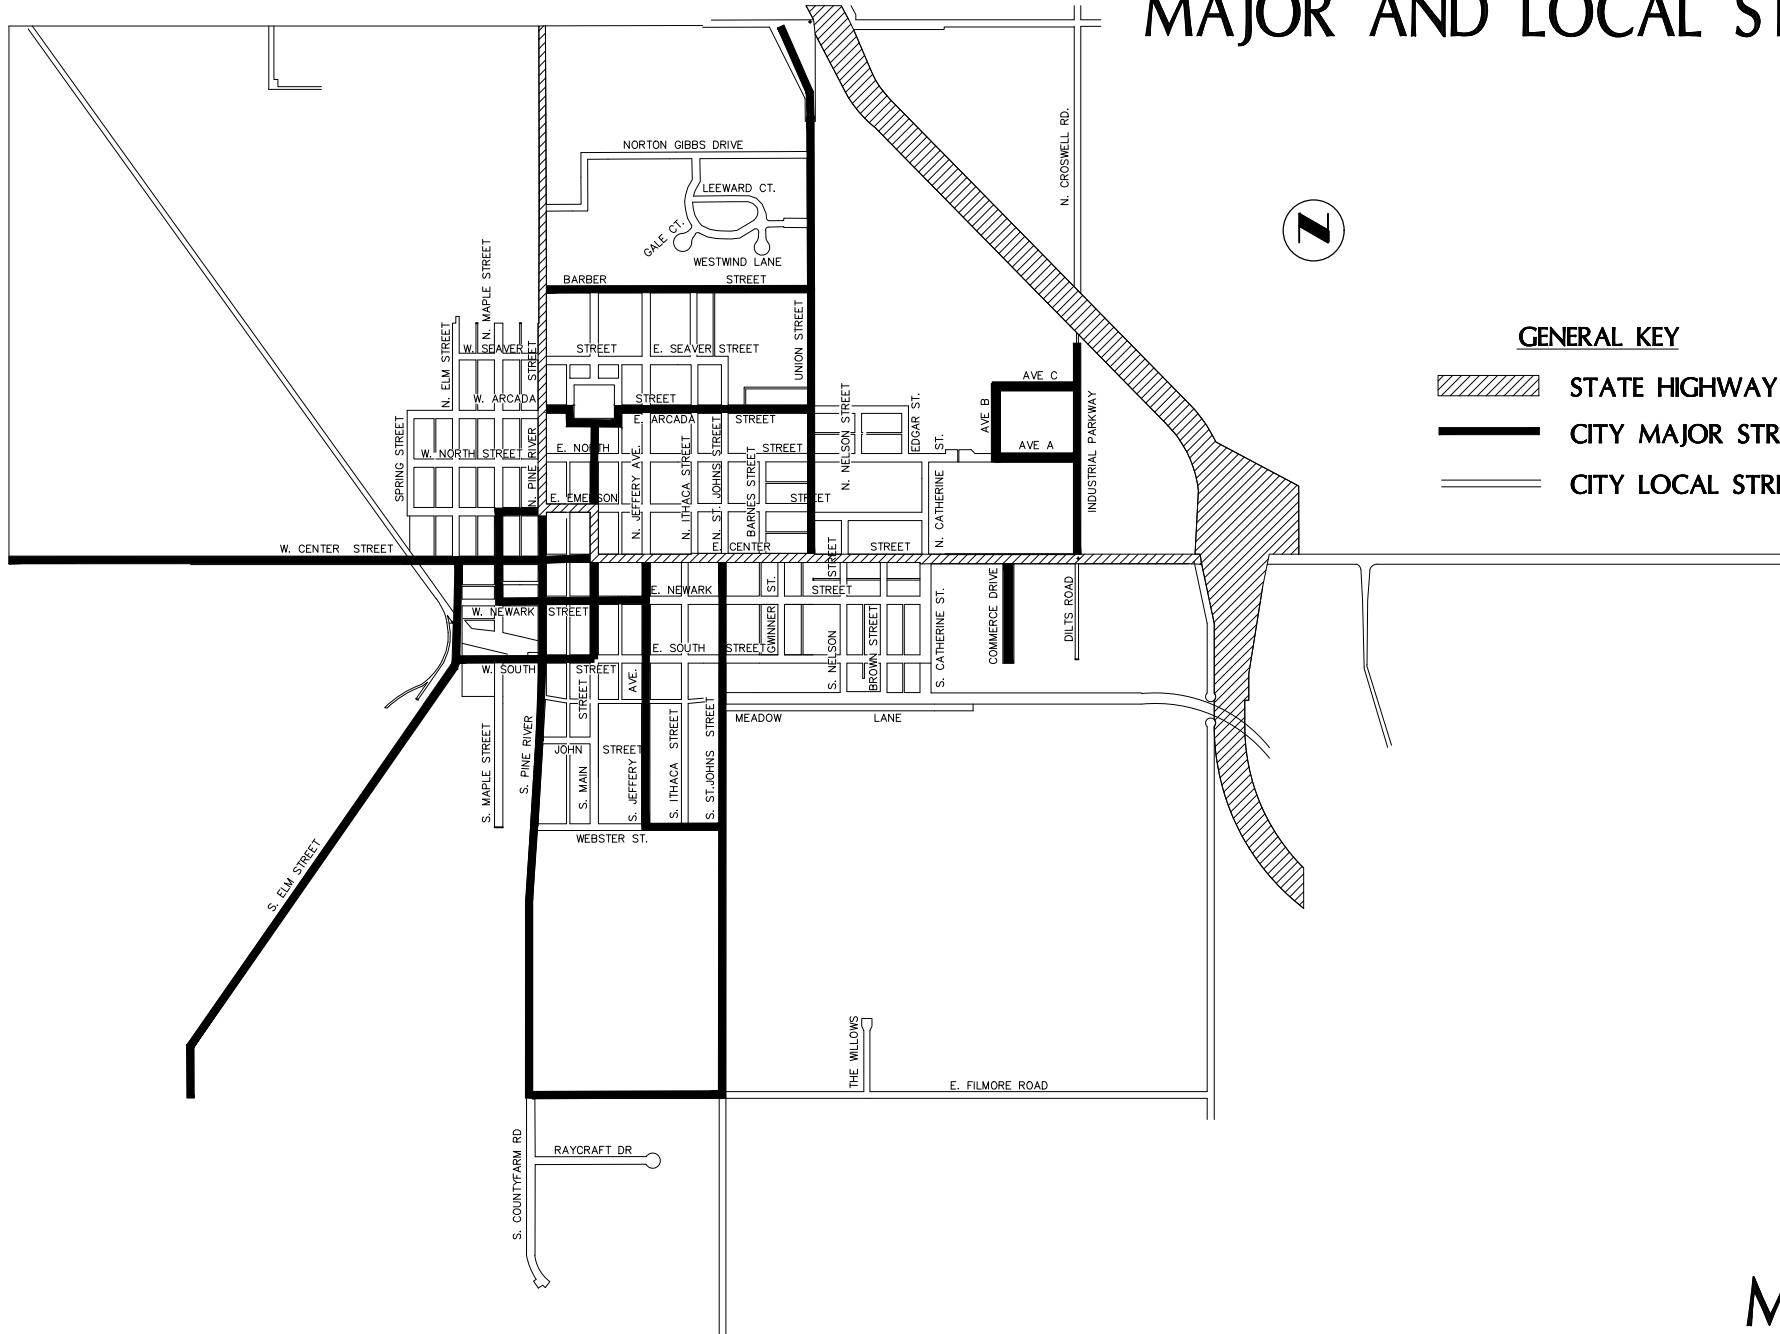 MAJOR AND LOCAL ST
N. CROSWELL RD.
NORTON GIBBS DRIVE
LEEWARD CT.
GALE CT.
WESTWIND LANE
BARBER STREET
N. MAPLE STREET
N. ELM STREET
W. SEAVER STREET
E. SEAVER STREET
UNION STREET
GENERAL KEY
STATE HIGHWAY
CITY MAJOR STR
CITY LOCAL STRE
N
AVE C
AVE B
AVE A
INDUSTRIAL PARKWAY
W. ARCADA STREET
E. ARCADA STREET
SPRING STREET
W. NORTH STREET
N. PINE RIVER STREET
E. NORTH STREET
N. JEFFERY AVE.
N. ITHACA STREET
N. ST. JOHNS STREET
BARNES STREET
N. NELSON STREET
EDGAR ST.
N. CATHERINE ST.
E. EMERSON STREET
W. CENTER STREET
E. CENTER STREET
W. NEWARK STREET
E. NEWARK STREET
GWINNER ST.
S. NELSON STREET
BROWN STREET
S. CATHERINE ST.
COMMERCE DRIVE
DILTS ROAD
W. SOUTH STREET
E. SOUTH STREET
MEADOW LANE
S. MAPLE STREET
S. PINE RIVER
S. MAIN STREET
JOHN STREET
S. JEFFERY AVE.
S. ITHACA STREET
S. ST.JOHNS STREET
WEBSTER ST.
S. ELM STREET
THE WILLOWS
E. FILMORE ROAD
S. COUNTYFARM RD
RAYCRAFT DR
M